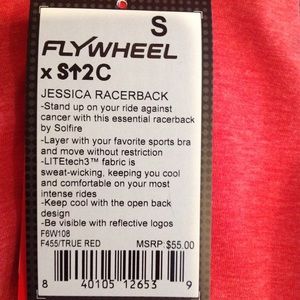 S
FLYWHEEL
x S↑2C
JESSICA RACERBACK
-Stand up on your ride against
cancer with this essential racerback
by Solfire
-Layer with your favorite sports bra
and move without restriction
-LITEtech3™ fabric is
sweat-wicking, keeping you cool
and comfortable on your most
intense rides
-Keep cool with the open back
design
-Be visible with reflective logos
F6W108
F455/TRUE RED MSRP:$55.00
8 40105 12653 9